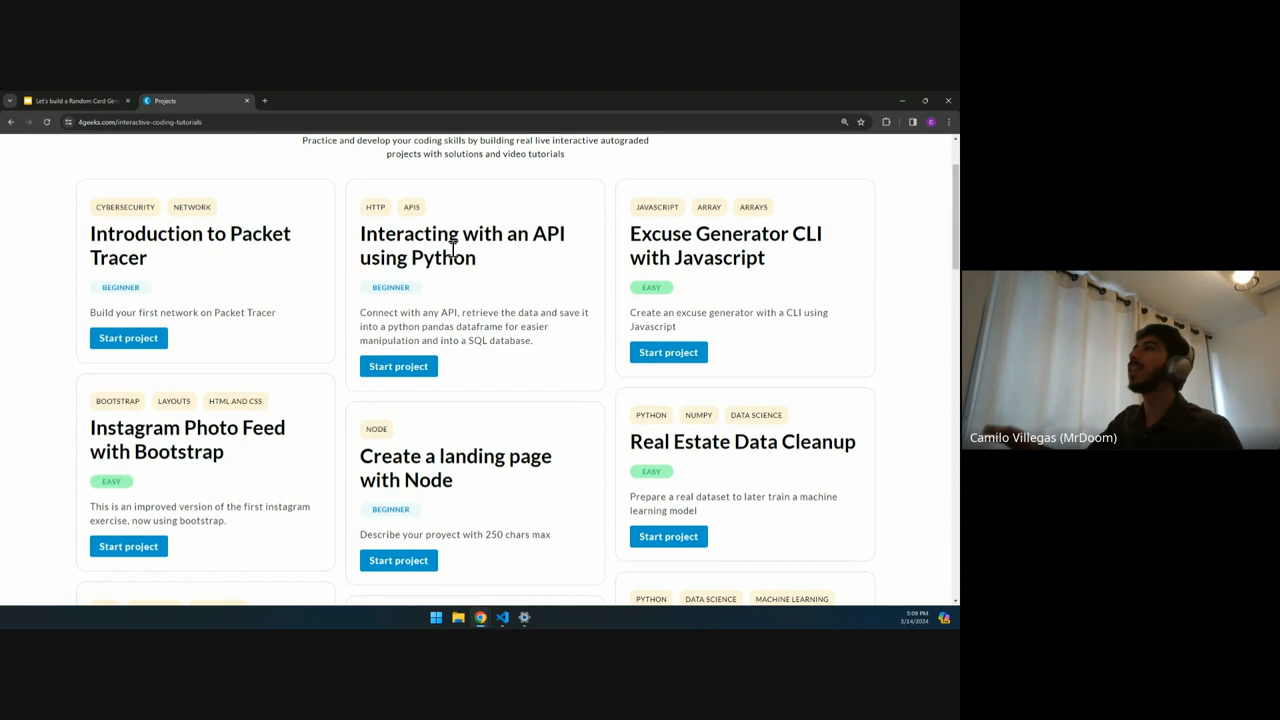 Let's build a Random Card Gen
Projects
4geeks.com/interactive-coding-tutorials
Practice and develop your coding skills by building real live interactive autograded
projects with solutions and video tutorials
CYBERSECURITY NETWORK
Introduction to Packet
Tracer
BEGINNER
Build your first network on Packet Tracer
Start project
HTTP APIS
Interacting with an API
using Python
BEGINNER
Connect with any API, retrieve the data and save it
into a python pandas dataframe for easier
manipulation and into a SQL database.
Start project
JAVASCRIPT ARRAY ARRAYS
Excuse Generator CLI
with Javascript
EASY
Create an excuse generator with a CLI using
Javascript
Start project
BOOTSTRAP LAYOUTS HTML AND CSS
Instagram Photo Feed
with Bootstrap
EASY
This is an improved version of the first instagram
exercise, now using bootstrap.
Start project
NODE
Create a landing page
with Node
BEGINNER
Describe your proyect with 250 chars max
Start project
PYTHON NUMPY DATA SCIENCE
Real Estate Data Cleanup
EASY
Prepare a real dataset to later train a machine
learning model
Start project
PYTHON DATA SCIENCE MACHINE LEARNING
5:09 PM
3/14/2024
Camilo Villegas (MrDoom)